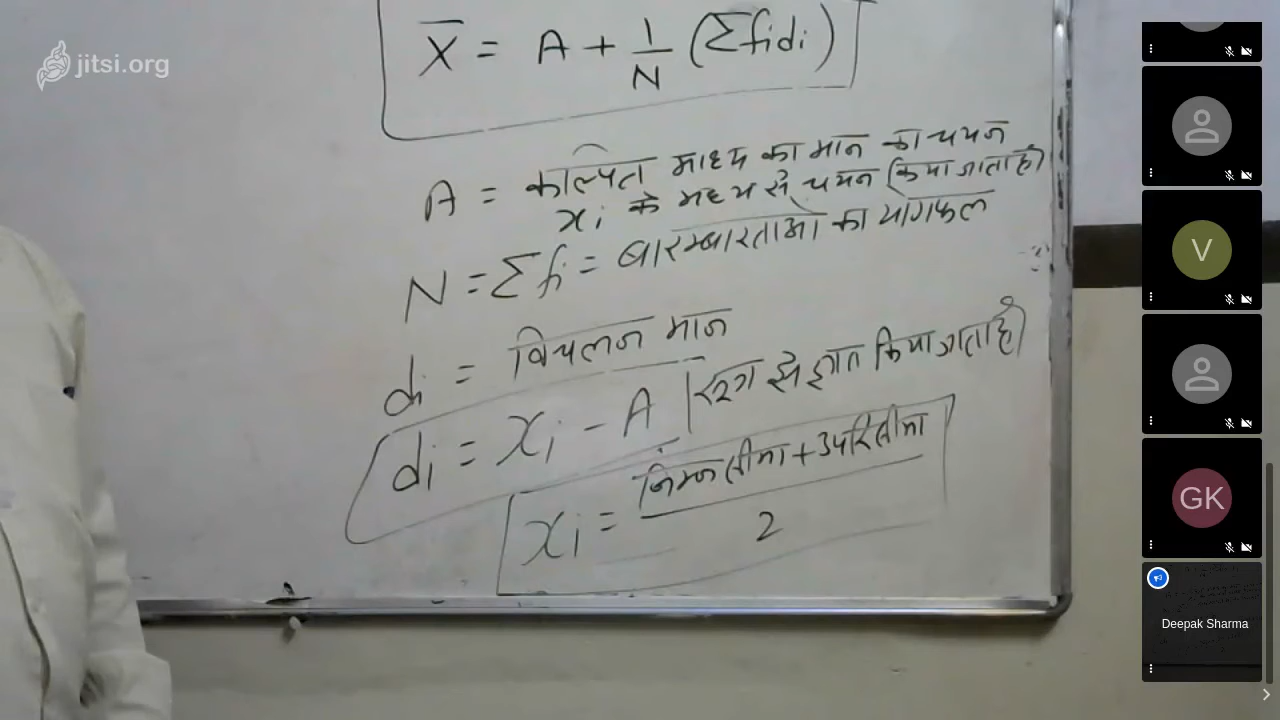 jitsi.org
X̄ = A + 1/N (Σfidi)
A = काल्पित माध्य का मान का चयन
xi के मध्य से चयन किया जाता है)
N = Σfi = बारम्बारताओ का योगफल
di = विचलन मान
di = xi - A | सूत्र से ज्ञात किया जाता है)
xi = निम्न सीमा + उपरि सीमा / 2
V
GK
Deepak Sharma